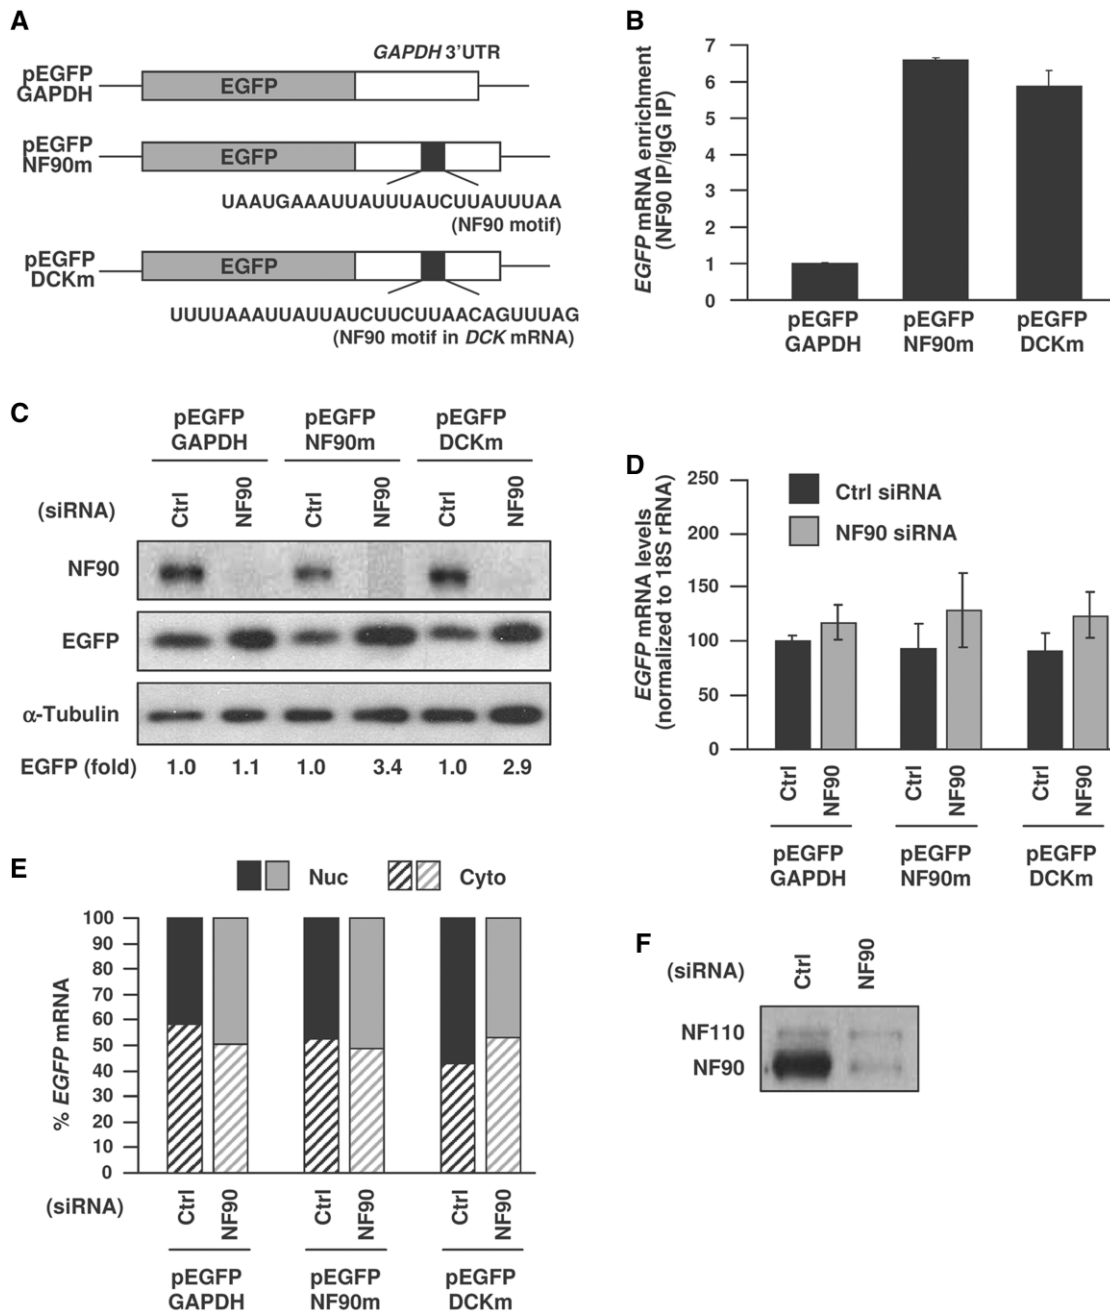 A
GAPDH 3'UTR
pEGFP
GAPDH
EGFP
pEGFP
NF90m
EGFP
UAAUGAAAUUAUUUAUCUUAUUUAA
(NF90 motif)
pEGFP
DCKm
EGFP
UUUUAAAUUAUUAUCUUCUUAACAGUUUAG
(NF90 motif in DCK mRNA)
B
EGFP mRNA enrichment
(NF90 IP/IgG IP)
7
6
5
4
3
2
1
0
pEGFP
GAPDH
pEGFP
NF90m
pEGFP
DCKm
C
pEGFP
GAPDH
pEGFP
NF90m
pEGFP
DCKm
(siRNA)
Ctrl
NF90
Ctrl
NF90
Ctrl
NF90
NF90
EGFP
α-Tubulin
EGFP (fold) 1.0 1.1 1.0 3.4 1.0 2.9
D
EGFP mRNA levels
(normalized to 18S rRNA)
250
200
150
100
50
0
Ctrl siRNA
NF90 siRNA
Ctrl
NF90
Ctrl
NF90
Ctrl
NF90
pEGFP
GAPDH
pEGFP
NF90m
pEGFP
DCKm
E
Nuc
Cyto
% EGFP mRNA
100
90
80
70
60
50
40
30
20
10
0
(siRNA)
Ctrl
NF90
Ctrl
NF90
Ctrl
NF90
pEGFP
GAPDH
pEGFP
NF90m
pEGFP
DCKm
F
(siRNA)
Ctrl
NF90
NF110
NF90